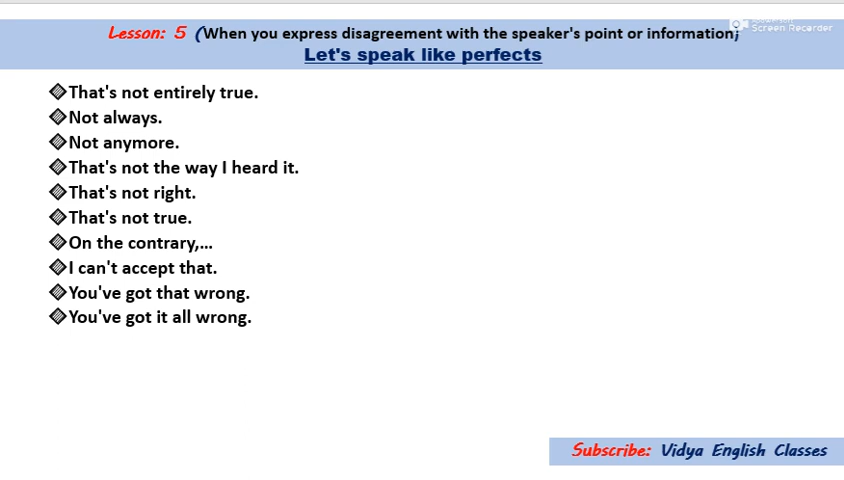 Lesson: 5 (When you express disagreement with the speaker's point or information)
Let's speak like perfects
That's not entirely true.
Not always.
Not anymore.
That's not the way I heard it.
That's not right.
That's not true.
On the contrary,...
I can't accept that.
You've got that wrong.
You've got it all wrong.
Subscribe: Vidya English Classes
Apowersoft
Screen Recorder